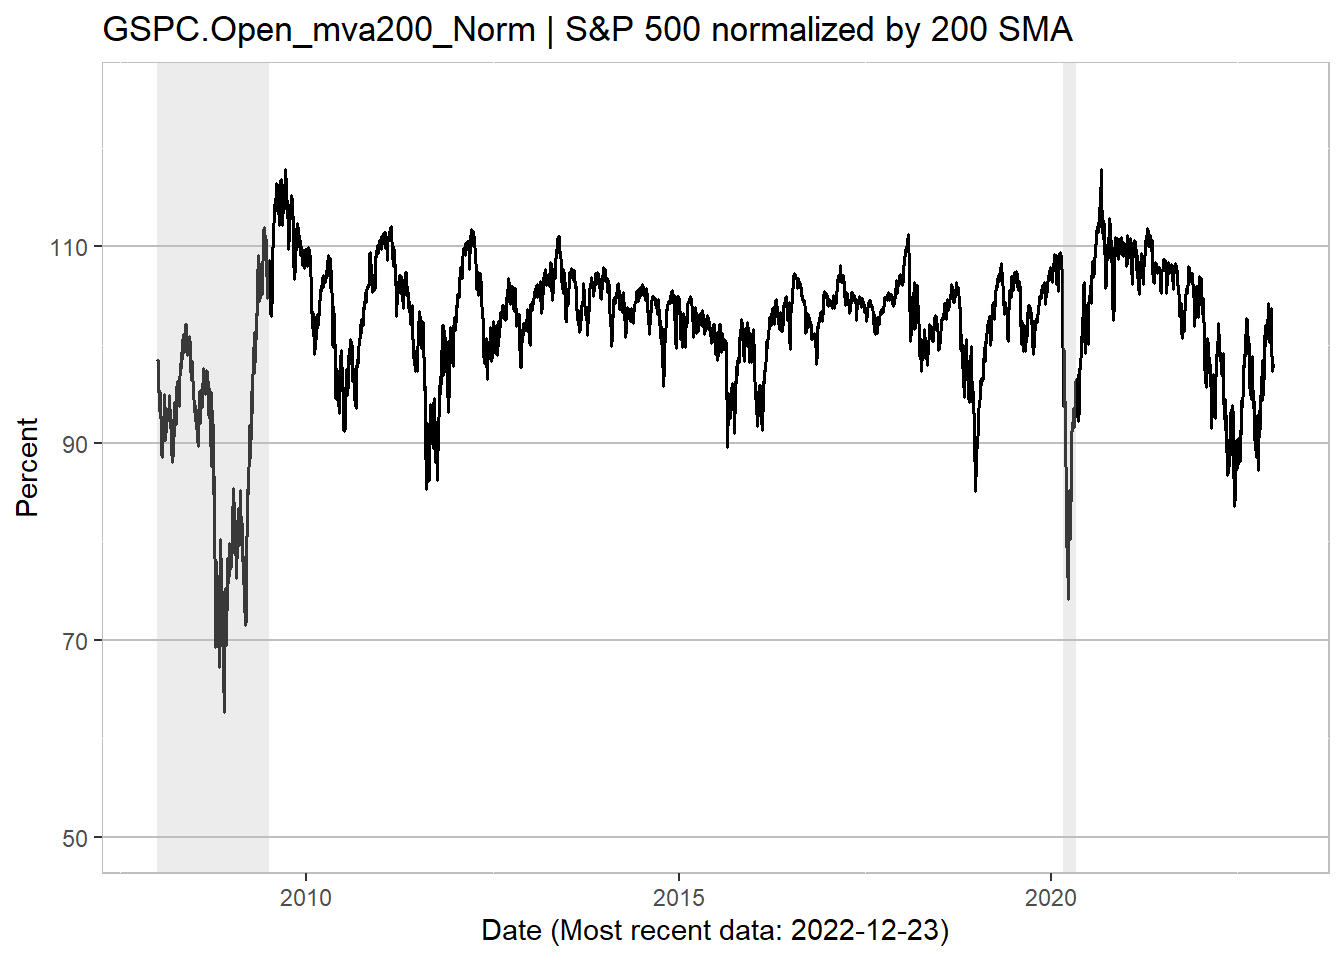 GSPC.Open_mva200_Norm | S&P 500 normalized by 200 SMA
Percent
110
90
70
50
2010
2015
2020
Date (Most recent data: 2022-12-23)